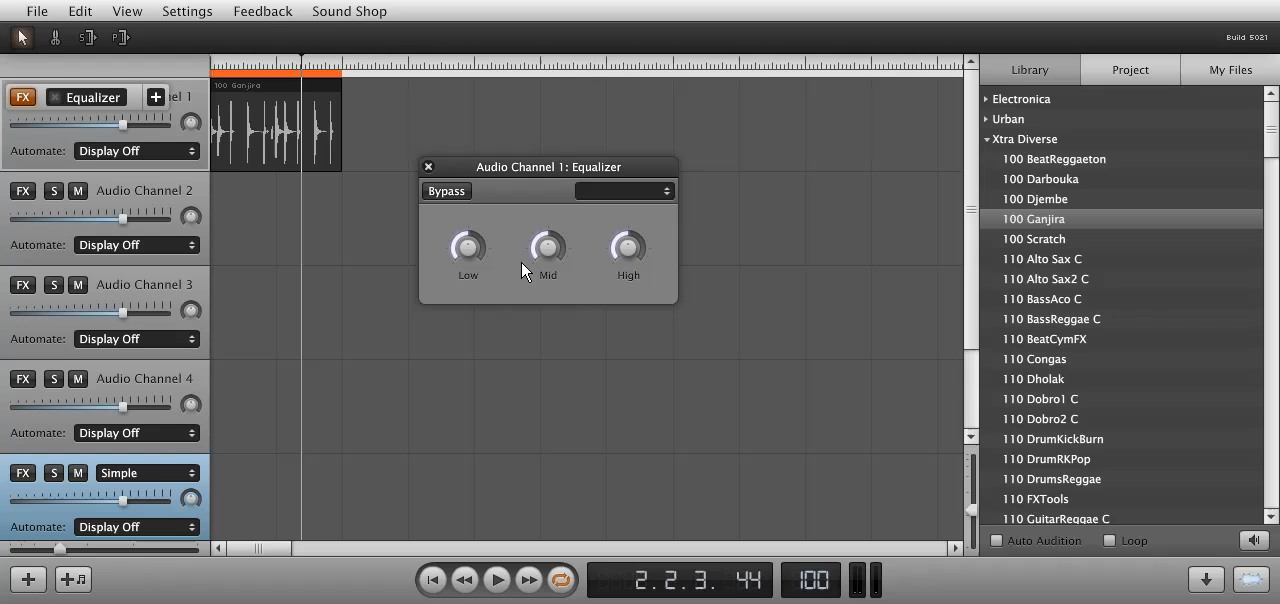 File Edit View Settings Feedback Sound Shop
S P Build 5021
Library Project My Files
FX Equalizer + el 1
100 Ganjira
Automate: Display Off
FX S M Audio Channel 2
Automate: Display Off
FX S M Audio Channel 3
Automate: Display Off
FX S M Audio Channel 4
Automate: Display Off
FX S M Simple
Automate: Display Off
Audio Channel 1: Equalizer
Bypass
Low Mid High
Electronica
Urban
Xtra Diverse
100 BeatReggaeton
100 Darbouka
100 Djembe
100 Ganjira
100 Scratch
110 Alto Sax C
110 Alto Sax2 C
110 BassAco C
110 BassReggae C
110 BeatCymFX
110 Congas
110 Dholak
110 Dobro1 C
110 Dobro2 C
110 DrumKickBurn
110 DrumRKPop
110 DrumsReggae
110 FXTools
110 GuitarReggae C
Auto Audition Loop
2. 2. 3. 44 100